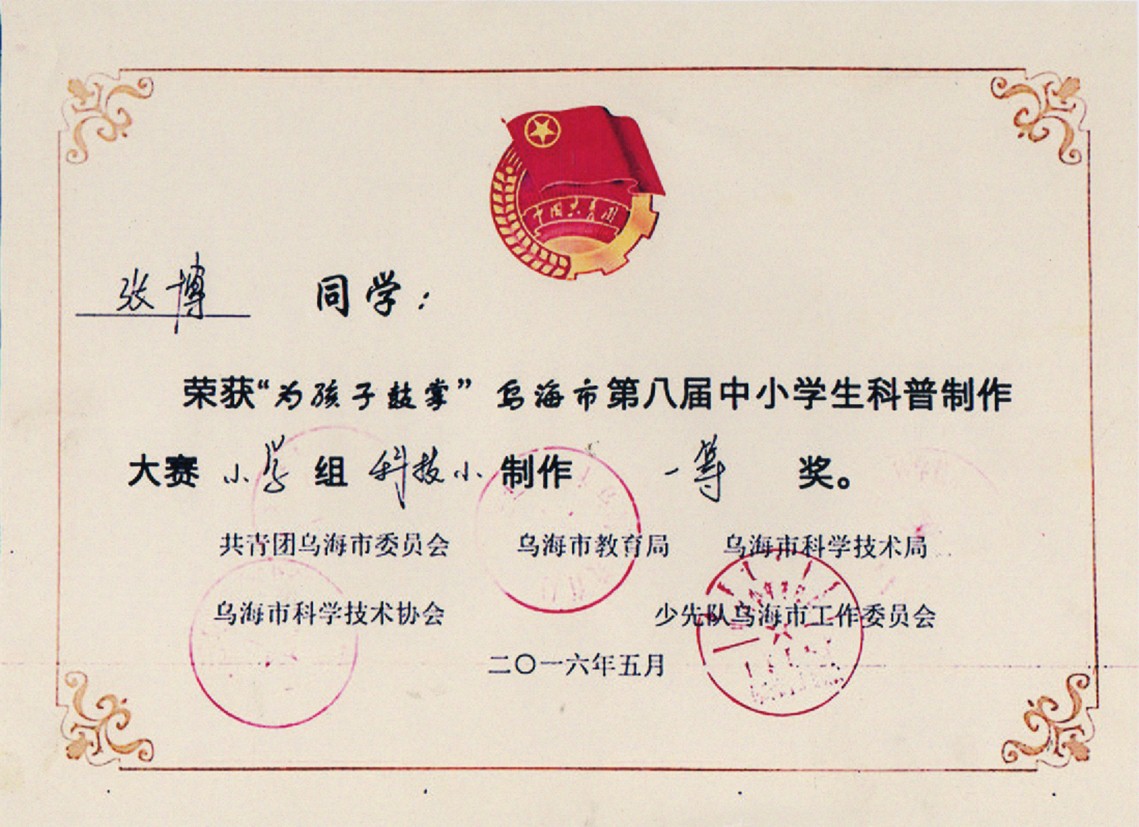 中国共青团
张博 同学：
荣获“为孩子鼓掌”乌海市第八届中小学生科普制作
大赛 小学 组 科技小 制作 一等 奖。
共青团乌海市委员会 乌海市教育局 乌海市科学技术局
乌海市科学技术协会 少先队乌海市工作委员会
二〇一六年五月